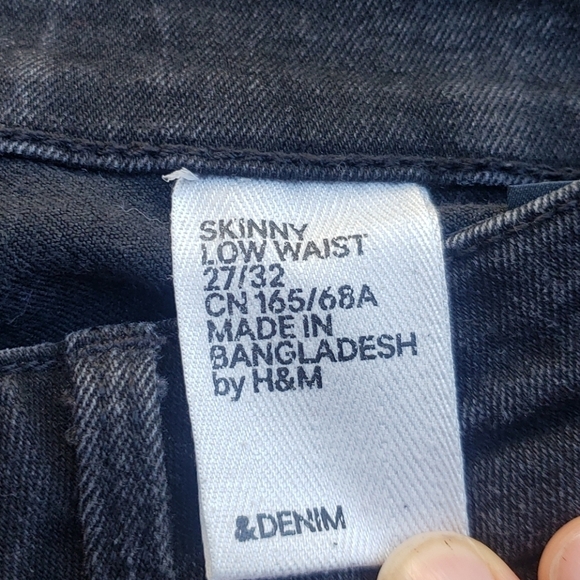 SKINNY
LOW WAIST
27/32
CN 165/68A
MADE IN
BANGLADESH
by H&M
&DENIM